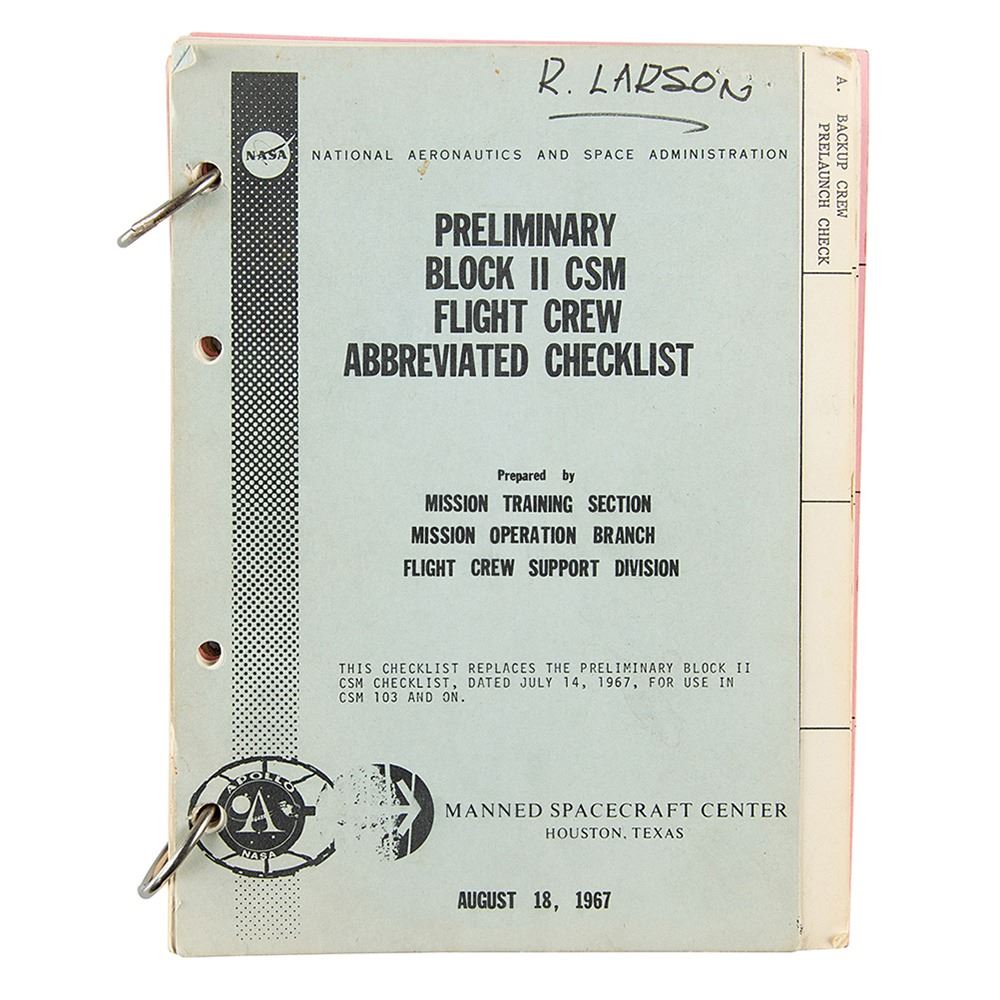 R. LARSON
NASA
NATIONAL AERONAUTICS AND SPACE ADMINISTRATION
PRELIMINARY
BLOCK II CSM
FLIGHT CREW
ABBREVIATED CHECKLIST
Prepared by
MISSION TRAINING SECTION
MISSION OPERATION BRANCH
FLIGHT CREW SUPPORT DIVISION
THIS CHECKLIST REPLACES THE PRELIMINARY BLOCK II
CSM CHECKLIST, DATED JULY 14, 1967, FOR USE IN
CSM 103 AND ON.
APOLLO
A
NASA
MANNED SPACECRAFT CENTER
HOUSTON, TEXAS
AUGUST 18, 1967
A. BACKUP CREW
PRELAUNCH CHECK